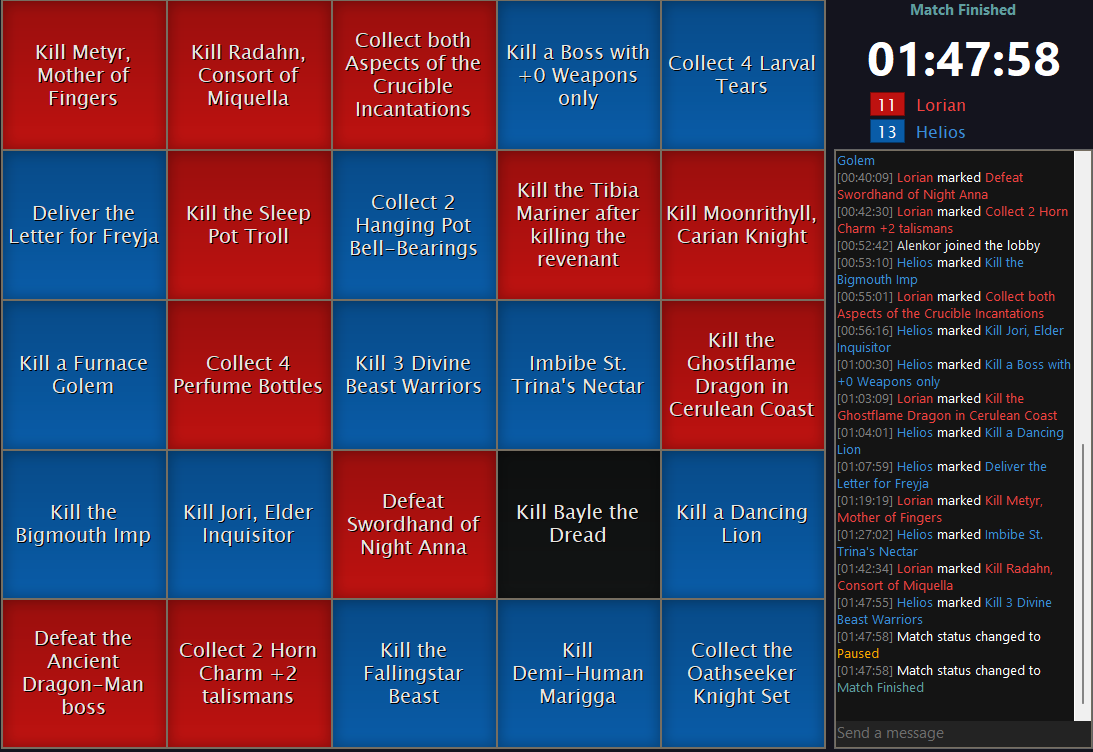 Kill Metyr,
Mother of
Fingers
Kill Radahn,
Consort of
Miquella
Collect both
Aspects of the
Crucible
Incantations
Kill a Boss with
+0 Weapons
only
Collect 4 Larval
Tears
Deliver the
Letter for Freyja
Kill the Sleep
Pot Troll
Collect 2
Hanging Pot
Bell-Bearings
Kill the Tibia
Mariner after
killing the
revenant
Kill Moonrithyll,
Carian Knight
Kill a Furnace
Golem
Collect 4
Perfume Bottles
Kill 3 Divine
Beast Warriors
Imbibe St.
Trina's Nectar
Kill the
Ghostflame
Dragon in
Cerulean Coast
Kill the
Bigmouth Imp
Kill Jori, Elder
Inquisitor
Defeat
Swordhand of
Night Anna
Kill Bayle the
Dread
Kill a Dancing
Lion
Defeat the
Ancient
Dragon-Man
boss
Collect 2 Horn
Charm +2
talismans
Kill the
Fallingstar
Beast
Kill
Demi-Human
Marigga
Collect the
Oathseeker
Knight Set
Match Finished
01:47:58
11 Lorian
13 Helios
Golem
[00:40:09] Lorian marked Defeat
Swordhand of Night Anna
[00:42:30] Lorian marked Collect 2 Horn
Charm +2 talismans
[00:52:42] Alenkor joined the lobby
[00:53:10] Helios marked Kill the
Bigmouth Imp
[00:55:01] Lorian marked Collect both
Aspects of the Crucible Incantations
[00:56:16] Helios marked Kill Jori, Elder
Inquisitor
[01:00:30] Helios marked Kill a Boss with
+0 Weapons only
[01:03:09] Lorian marked Kill the
Ghostflame Dragon in Cerulean Coast
[01:04:01] Helios marked Kill a Dancing
Lion
[01:07:59] Helios marked Deliver the
Letter for Freyja
[01:19:19] Lorian marked Kill Metyr,
Mother of Fingers
[01:27:02] Helios marked Imbibe St.
Trina's Nectar
[01:42:34] Lorian marked Kill Radahn,
Consort of Miquella
[01:47:55] Helios marked Kill 3 Divine
Beast Warriors
[01:47:58] Match status changed to
Paused
[01:47:58] Match status changed to
Match Finished
Send a message